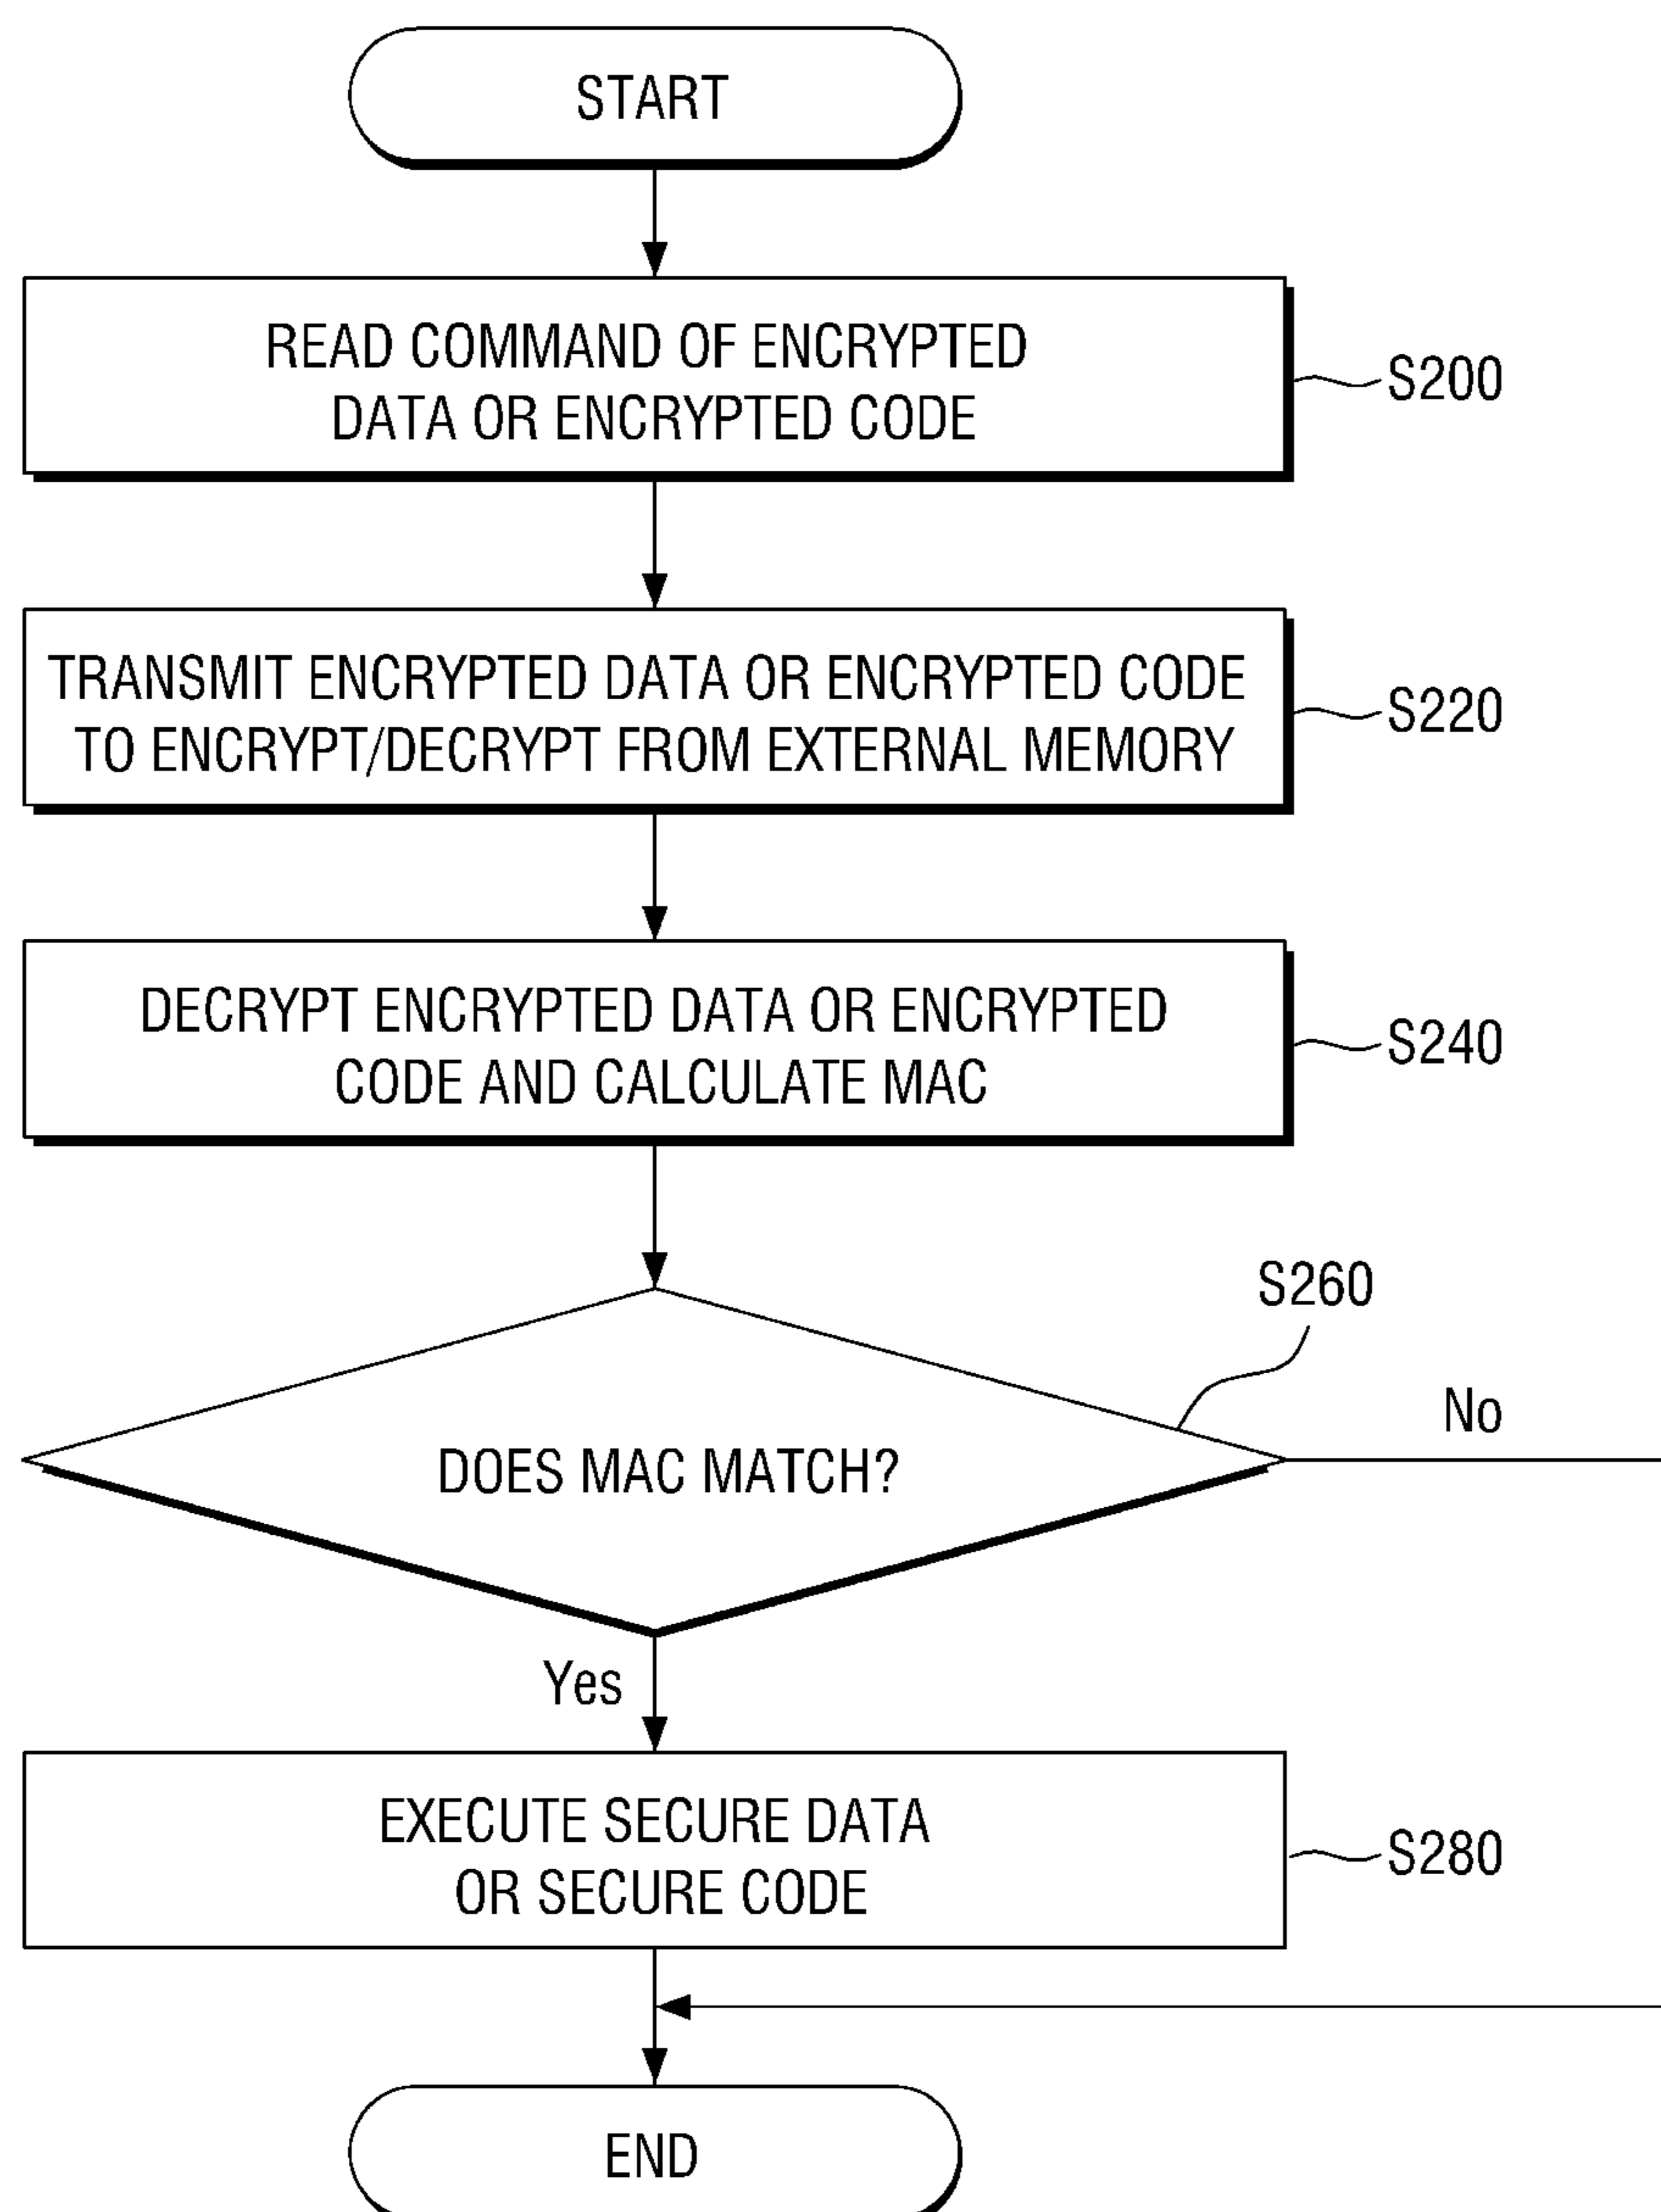 START
READ COMMAND OF ENCRYPTED
DATA OR ENCRYPTED CODE
S200
TRANSMIT ENCRYPTED DATA OR ENCRYPTED CODE
TO ENCRYPT/DECRYPT FROM EXTERNAL MEMORY
S220
DECRYPT ENCRYPTED DATA OR ENCRYPTED
CODE AND CALCULATE MAC
S240
S260
No
DOES MAC MATCH?
Yes
EXECUTE SECURE DATA
OR SECURE CODE
S280
END